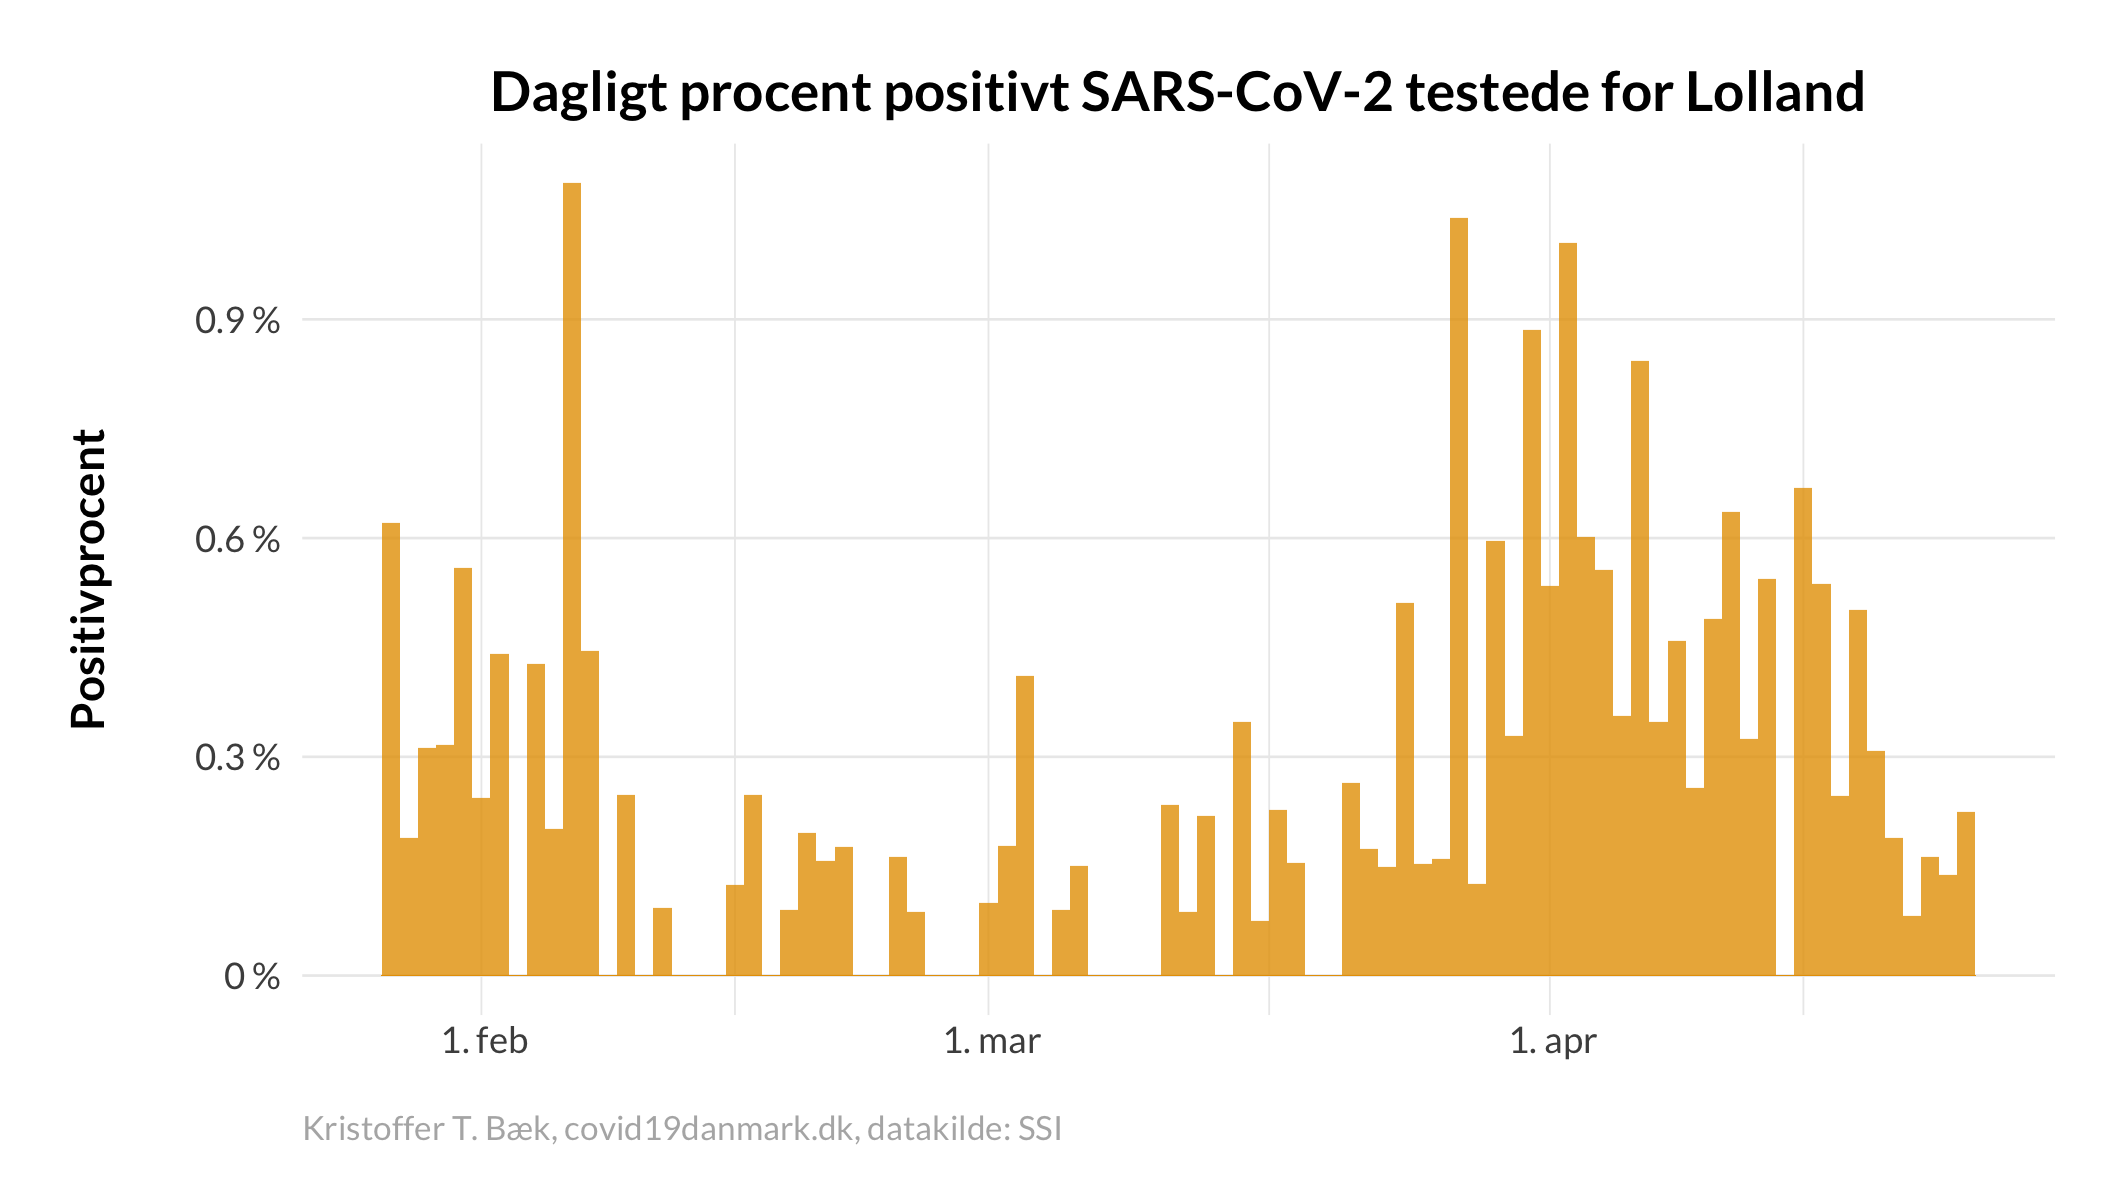 Dagligt procent positivt SARS-CoV-2 testede for Lolland
Positivprocent
0.9 %
0.6 %
0.3 %
0 %
1. feb
1. mar
1. apr
Kristoffer T. Bæk, covid19danmark.dk, datakilde: SSI